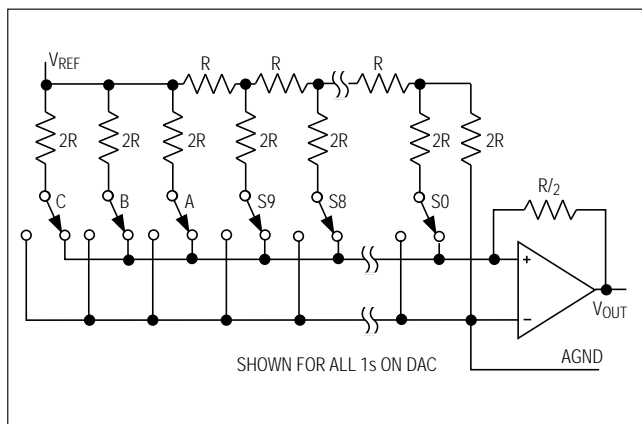 VREF
R R R
2R 2R 2R 2R 2R 2R 2R
C B A S9 S8 S0
R/2
+
−
VOUT
AGND
SHOWN FOR ALL 1s ON DAC